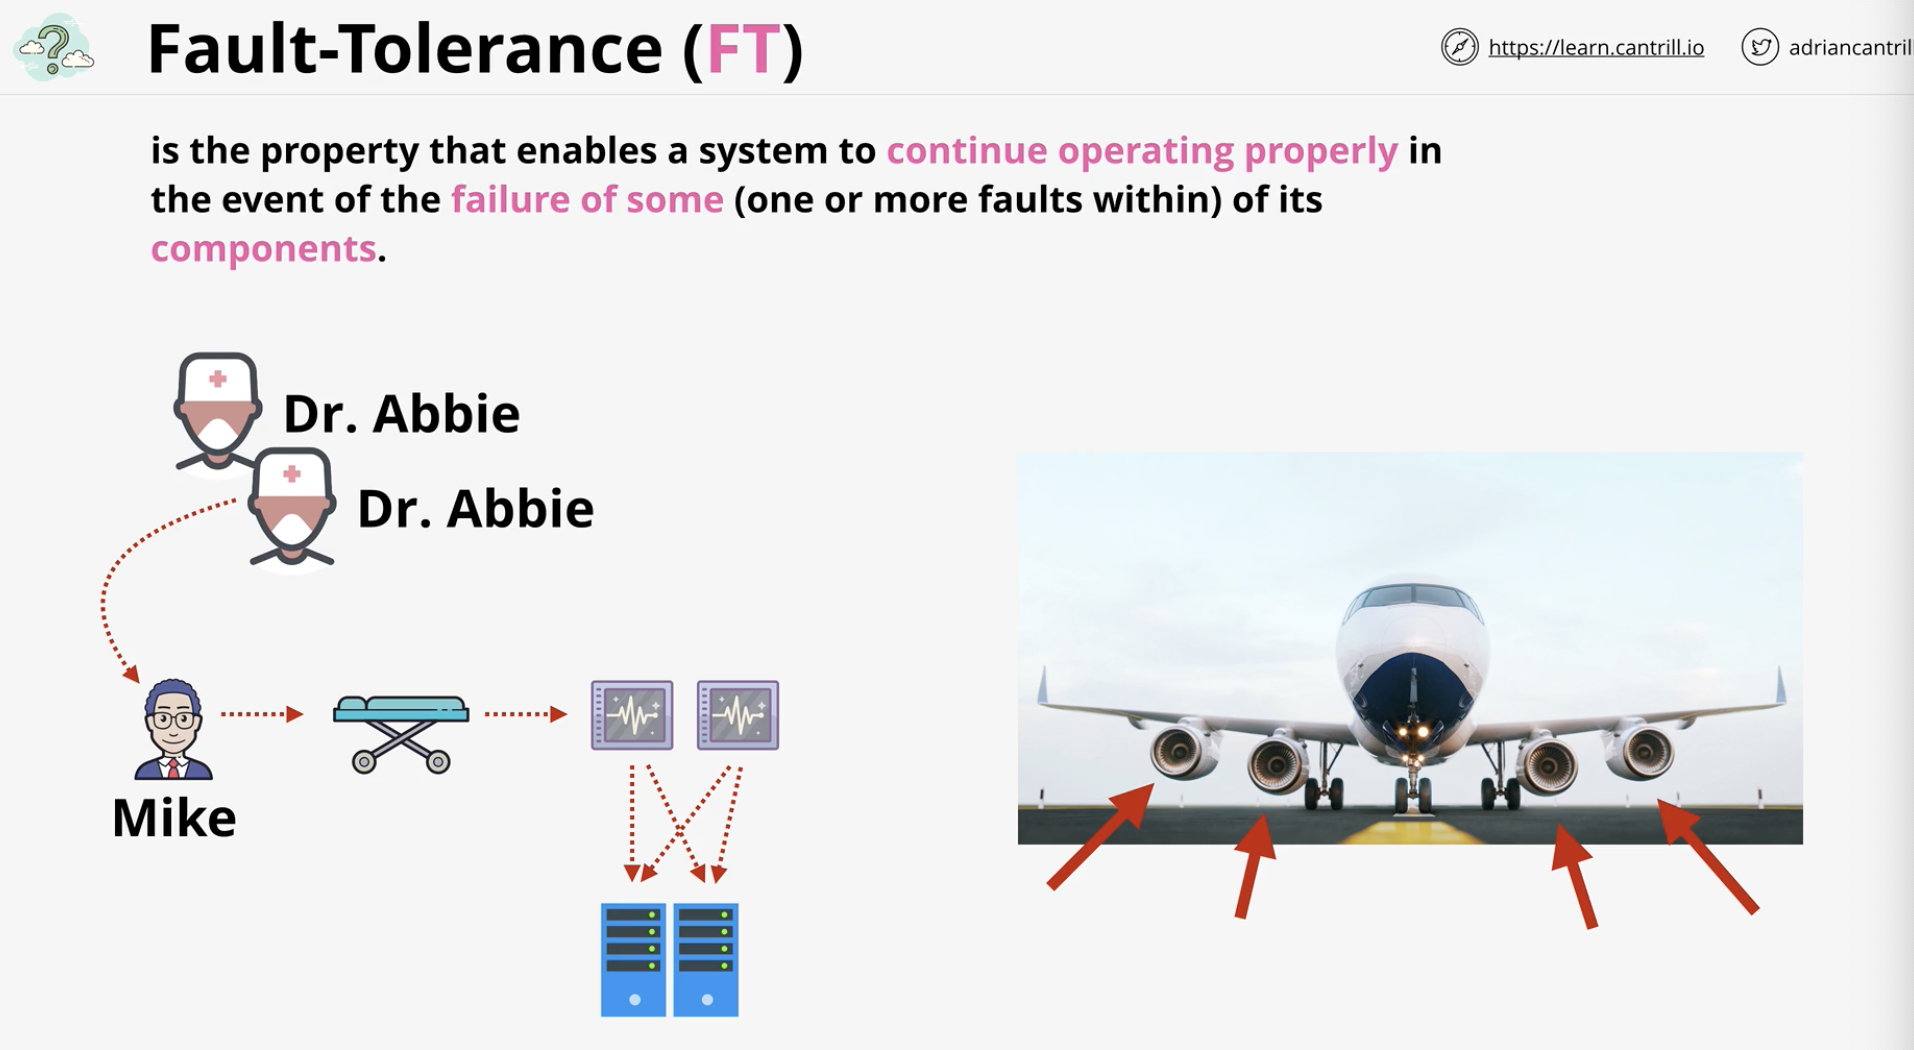 Fault-Tolerance (FT)
https://learn.cantrill.io
adriancantrill
is the property that enables a system to continue operating properly in
the event of the failure of some (one or more faults within) of its
components.
Dr. Abbie
Dr. Abbie
Mike